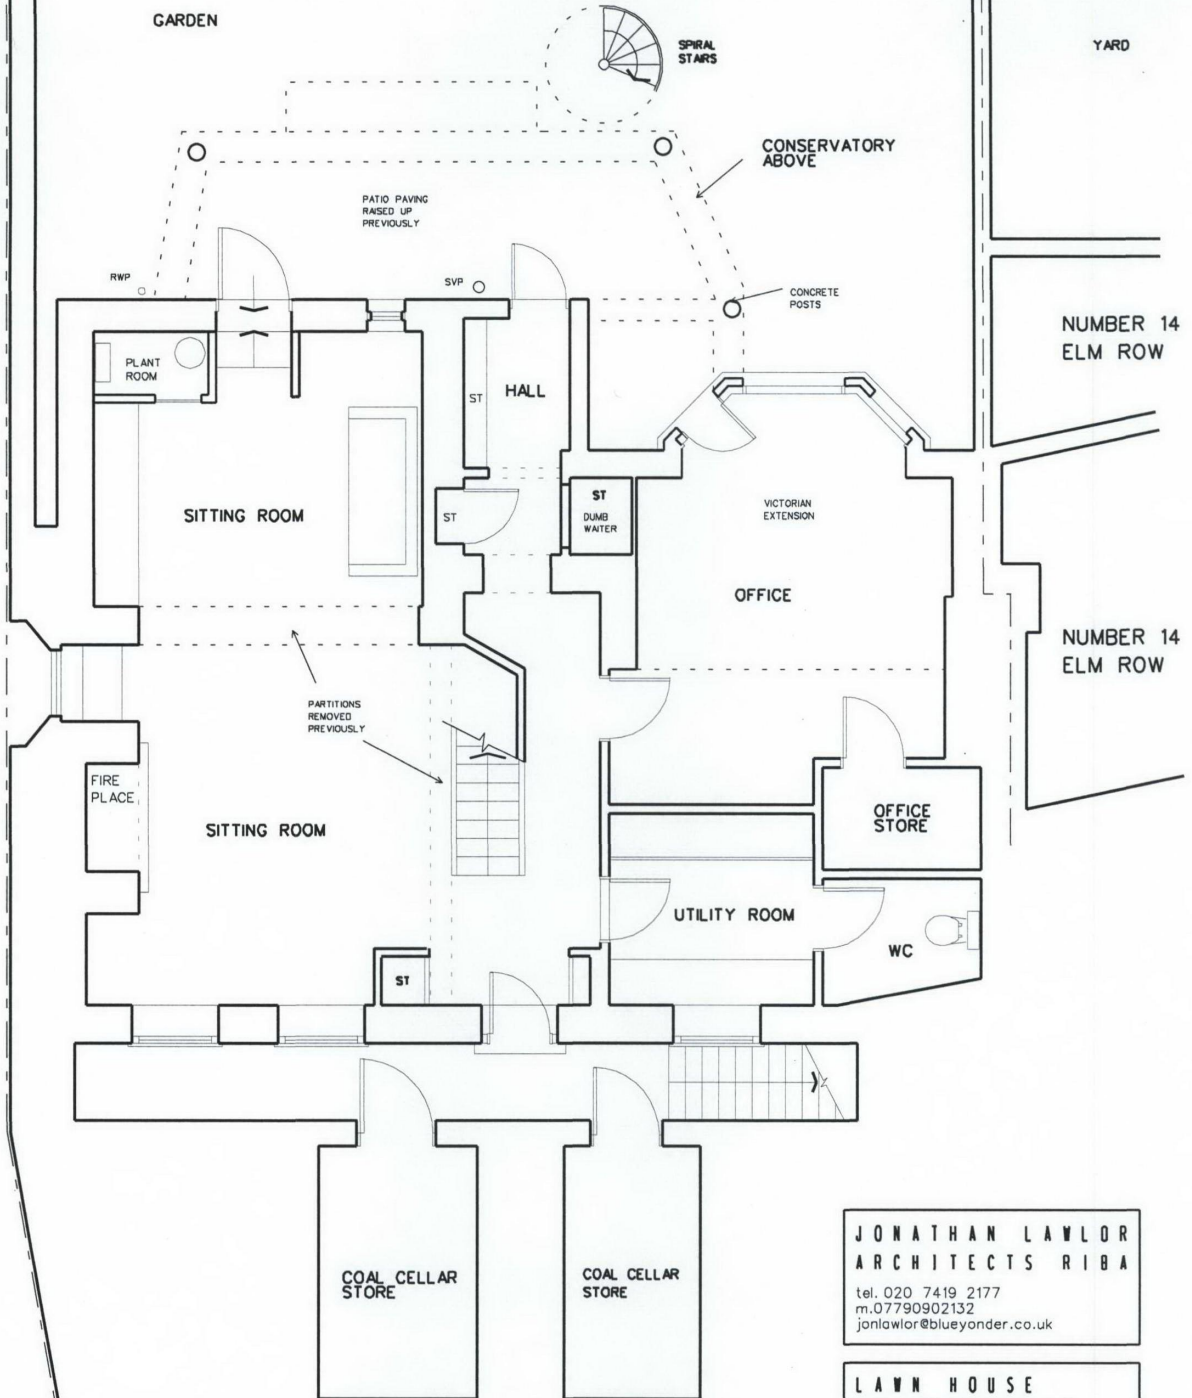 GARDEN
SPIRAL
STAIRS
YARD
CONSERVATORY
ABOVE
PATIO PAVING
RAISED UP
PREVIOUSLY
RWP
SVP
CONCRETE
POSTS
NUMBER 14
ELM ROW
PLANT
ROOM
ST
HALL
SITTING ROOM
ST
ST
DUMB
WAITER
VICTORIAN
EXTENSION
OFFICE
NUMBER 14
ELM ROW
PARTITIONS
REMOVED
PREVIOUSLY
FIRE
PLACE
SITTING ROOM
OFFICE
STORE
UTILITY ROOM
WC
ST
COAL CELLAR
STORE
COAL CELLAR
STORE
JONATHAN LAWLOR
ARCHITECTS RIBA
tel. 020 7419 2177
m.07790902132
jonlawlor@blueyonder.co.uk
LAWN HOUSE